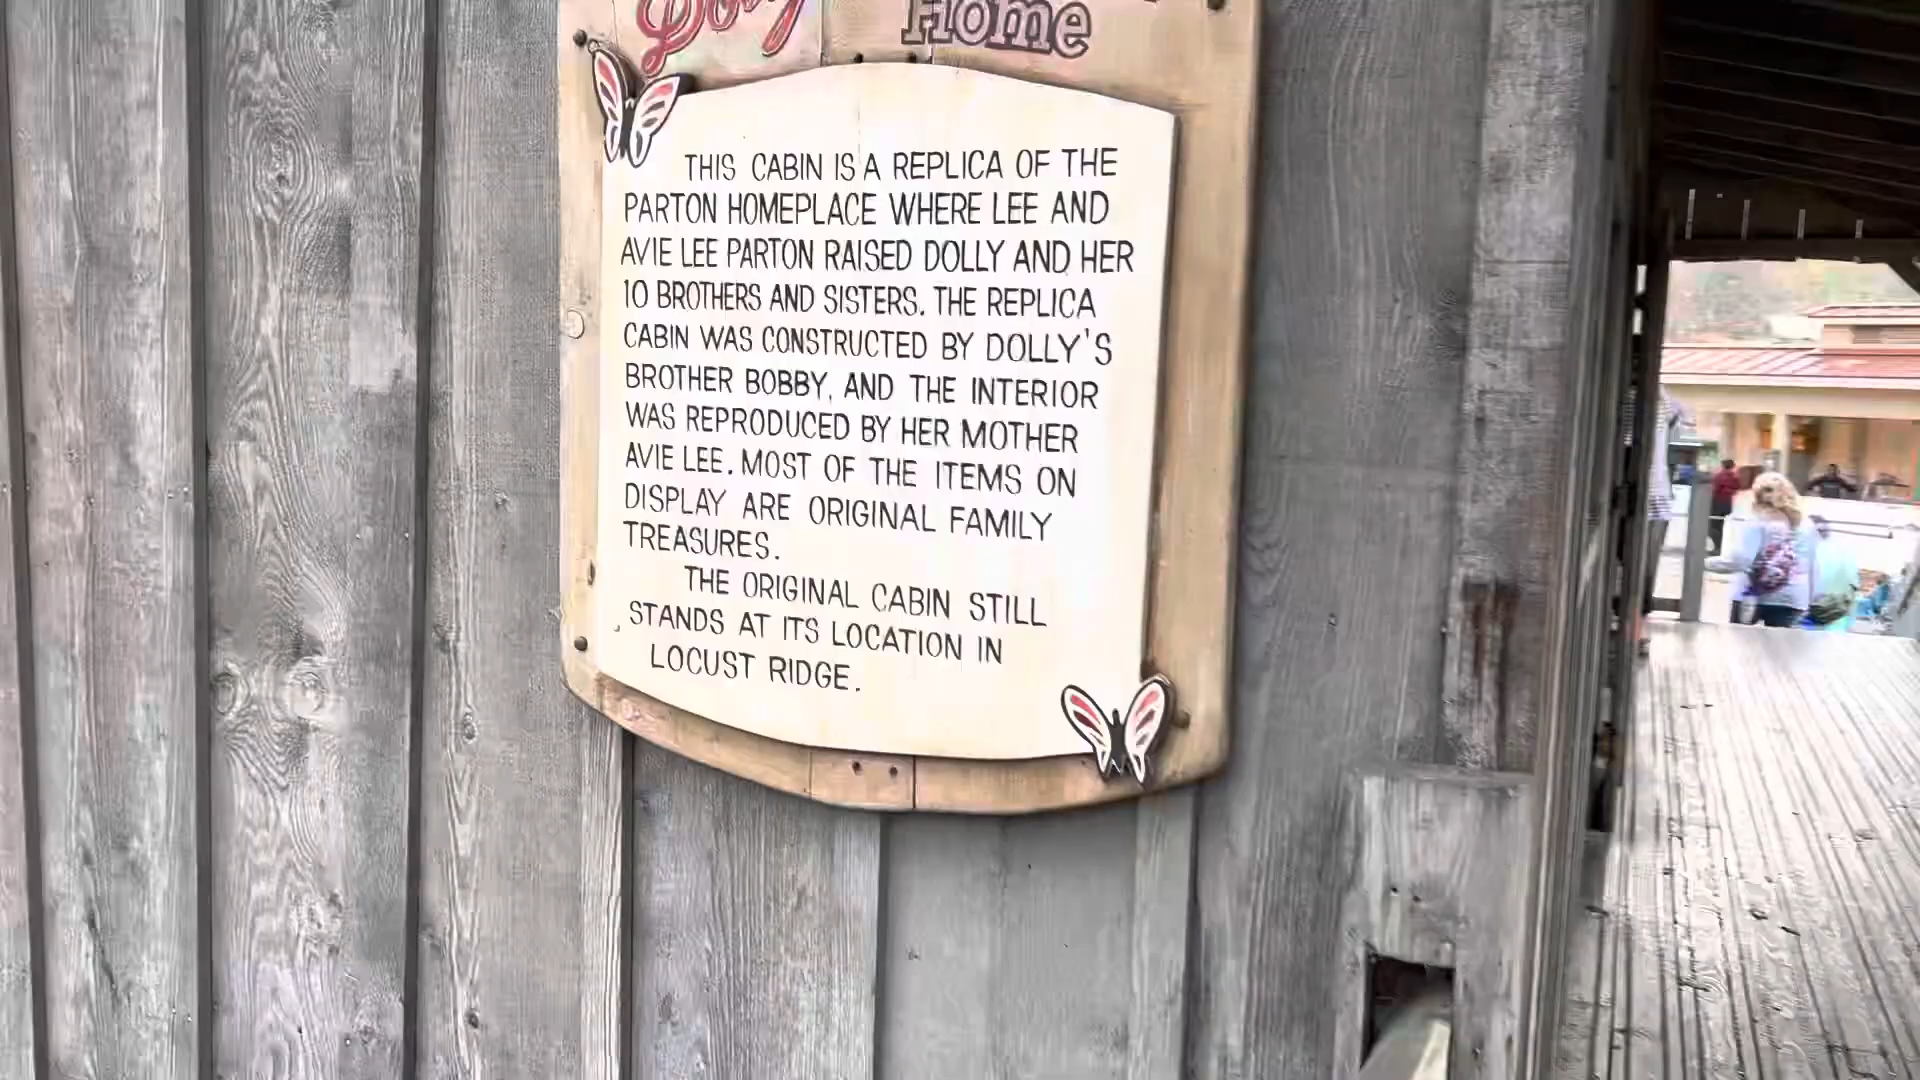 Home
THIS CABIN IS A REPLICA OF THE
PARTON HOMEPLACE WHERE LEE AND
AVIE LEE PARTON RAISED DOLLY AND HER
10 BROTHERS AND SISTERS. THE REPLICA
CABIN WAS CONSTRUCTED BY DOLLY'S
BROTHER BOBBY, AND THE INTERIOR
WAS REPRODUCED BY HER MOTHER
AVIE LEE. MOST OF THE ITEMS ON
DISPLAY ARE ORIGINAL FAMILY
TREASURES.
THE ORIGINAL CABIN STILL
STANDS AT ITS LOCATION IN
LOCUST RIDGE.